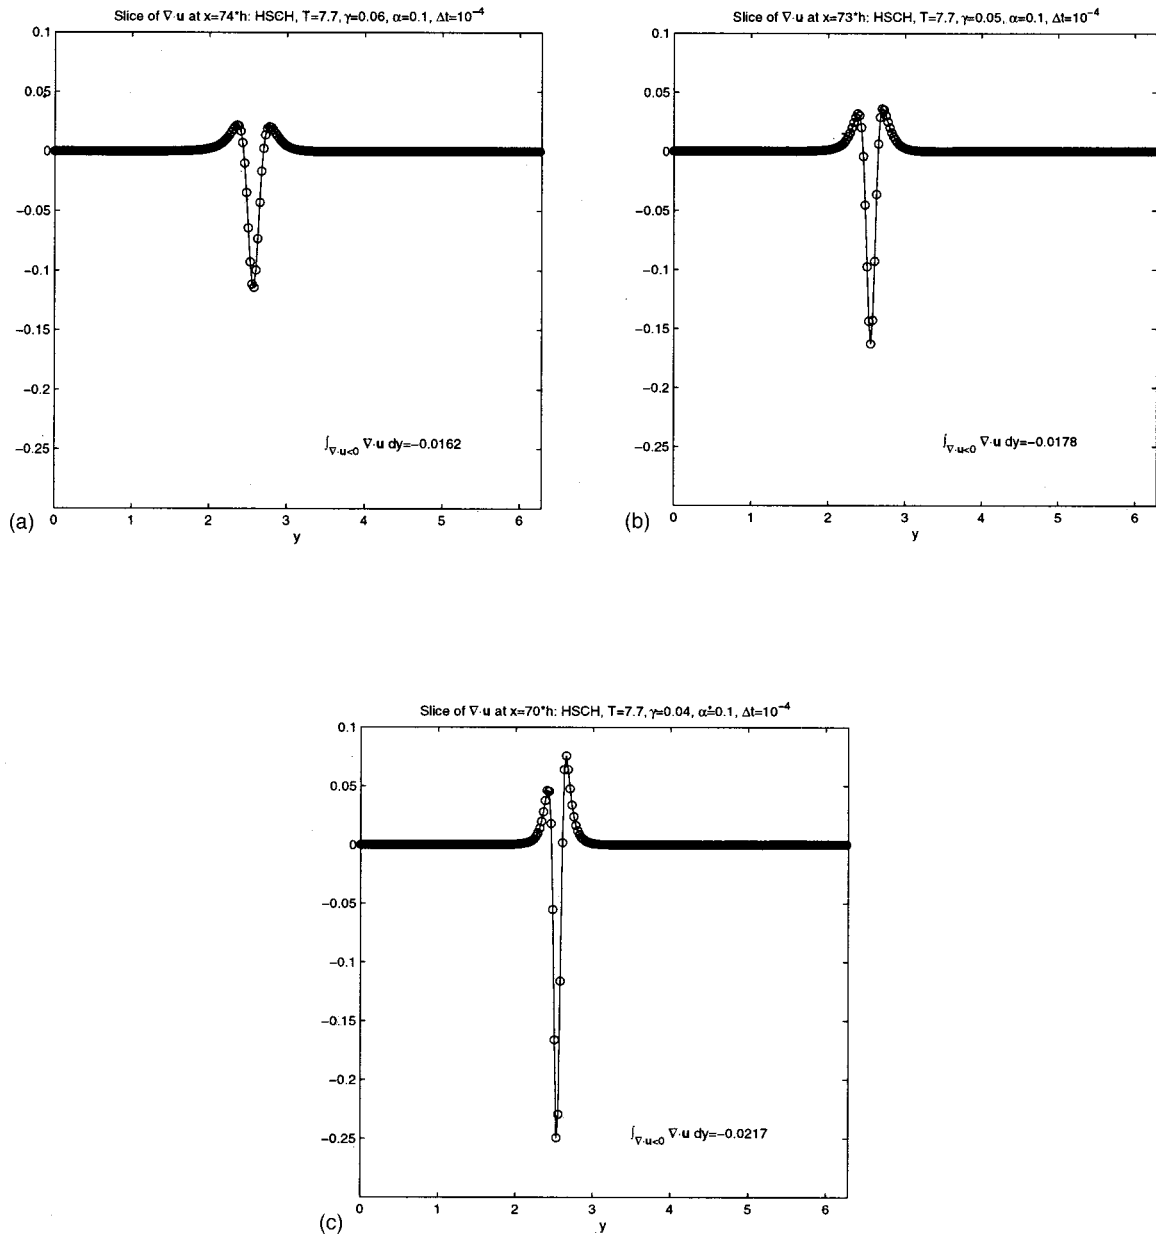 Slice of ∇·u at x=74*h: HSCH, T=7.7, γ=0.06, α=0.1, Δt=10⁻⁴
0.1
0.05
0
−0.05
−0.1
−0.15
−0.2
−0.25
∫∇·u<0 ∇·u dy=−0.0162
0 1 2 3 4 5 6
(a)
y
Slice of ∇·u at x=73*h: HSCH, T=7.7, γ=0.05, α=0.1, Δt=10⁻⁴
0.1
0.05
0
−0.05
−0.1
−0.15
−0.2
−0.25
∫∇·u<0 ∇·u dy=−0.0178
0 1 2 3 4 5 6
(b)
y
Slice of ∇·u at x=70*h: HSCH, T=7.7, γ=0.04, α=0.1, Δt=10⁻⁴
0.1
0.05
0
−0.05
−0.1
−0.15
−0.2
−0.25
∫∇·u<0 ∇·u dy=−0.0217
0 1 2 3 4 5 6
(c)
y